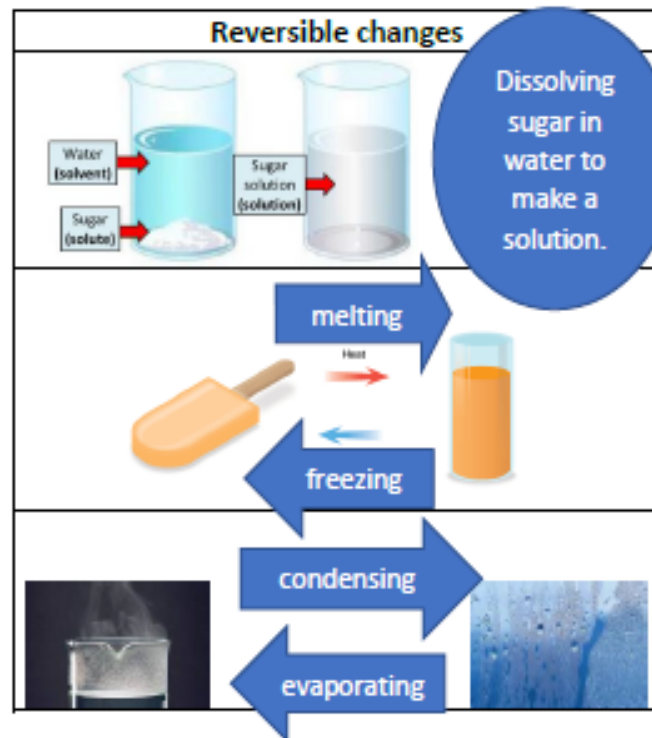 Reversible changes
Dissolving
sugar in
water to
make a
solution.
Water
(solvent)
Sugar
solution
(solution)
Sugar
(solute)
melting
Heat
freezing
condensing
evaporating